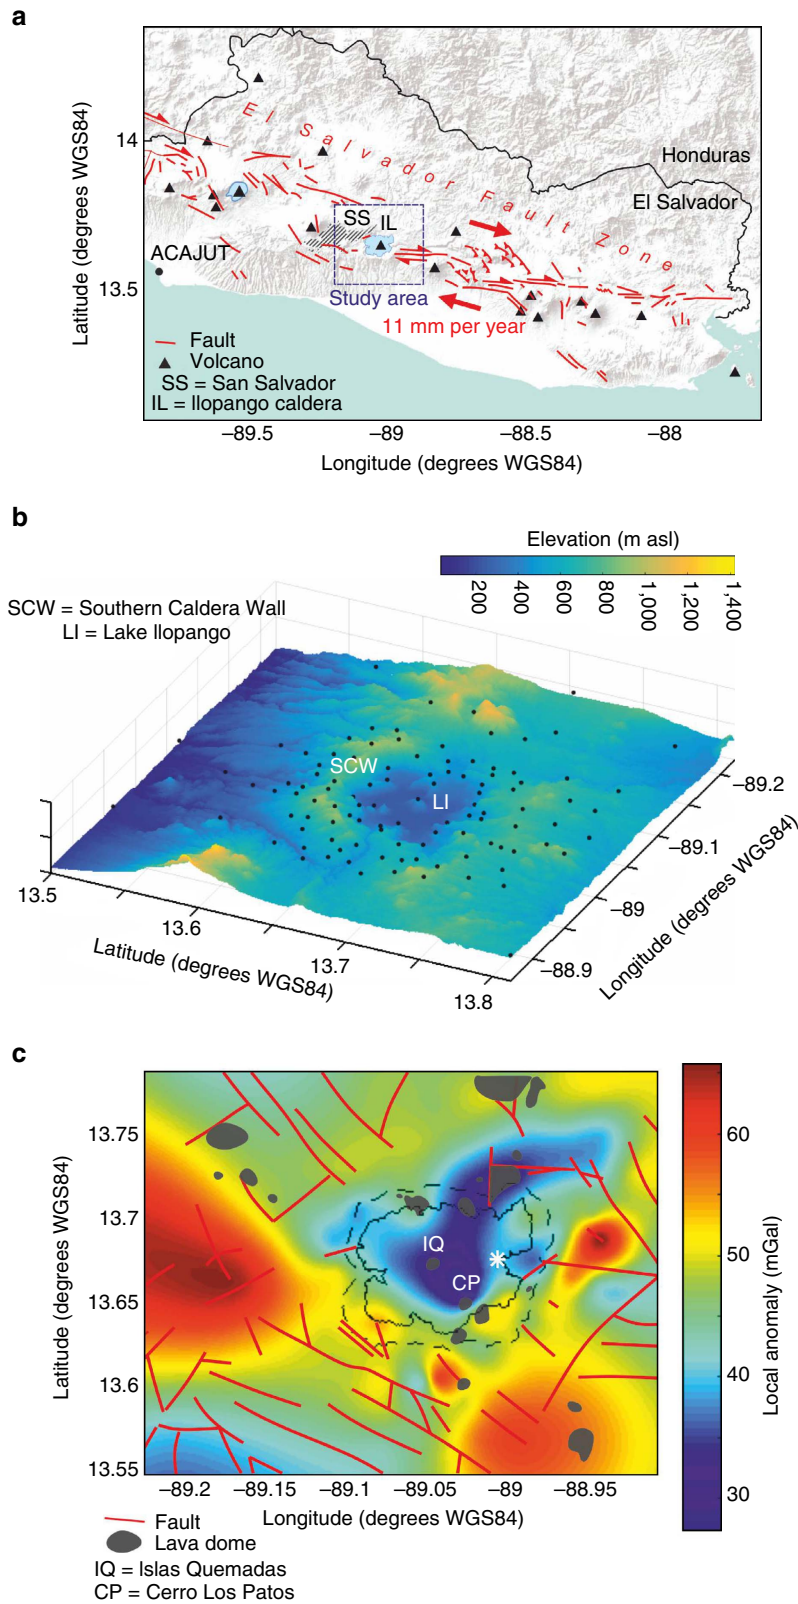 a
El Salvador Fault Zone
Honduras
El Salvador
SS
IL
ACAJUT
Study area
11 mm per year
Fault
Volcano
SS = San Salvador
IL = Ilopango caldera
14
13.5
Latitude (degrees WGS84)
–89.5
–89
–88.5
–88
Longitude (degrees WGS84)
b
Elevation (m asl)
200
400
600
800
1,000
1,200
1,400
SCW = Southern Caldera Wall
LI = Lake Ilopango
SCW
LI
–89.2
–89.1
–89
–88.9
Longitude (degrees WGS84)
13.5
13.6
13.7
13.8
Latitude (degrees WGS84)
c
13.75
13.7
13.65
13.6
13.55
Latitude (degrees WGS84)
IQ
CP
60
50
40
30
Local anomaly (mGal)
–89.2
–89.15
–89.1
–89.05
–89
–88.95
Longitude (degrees WGS84)
Fault
Lava dome
IQ = Islas Quemadas
CP = Cerro Los Patos